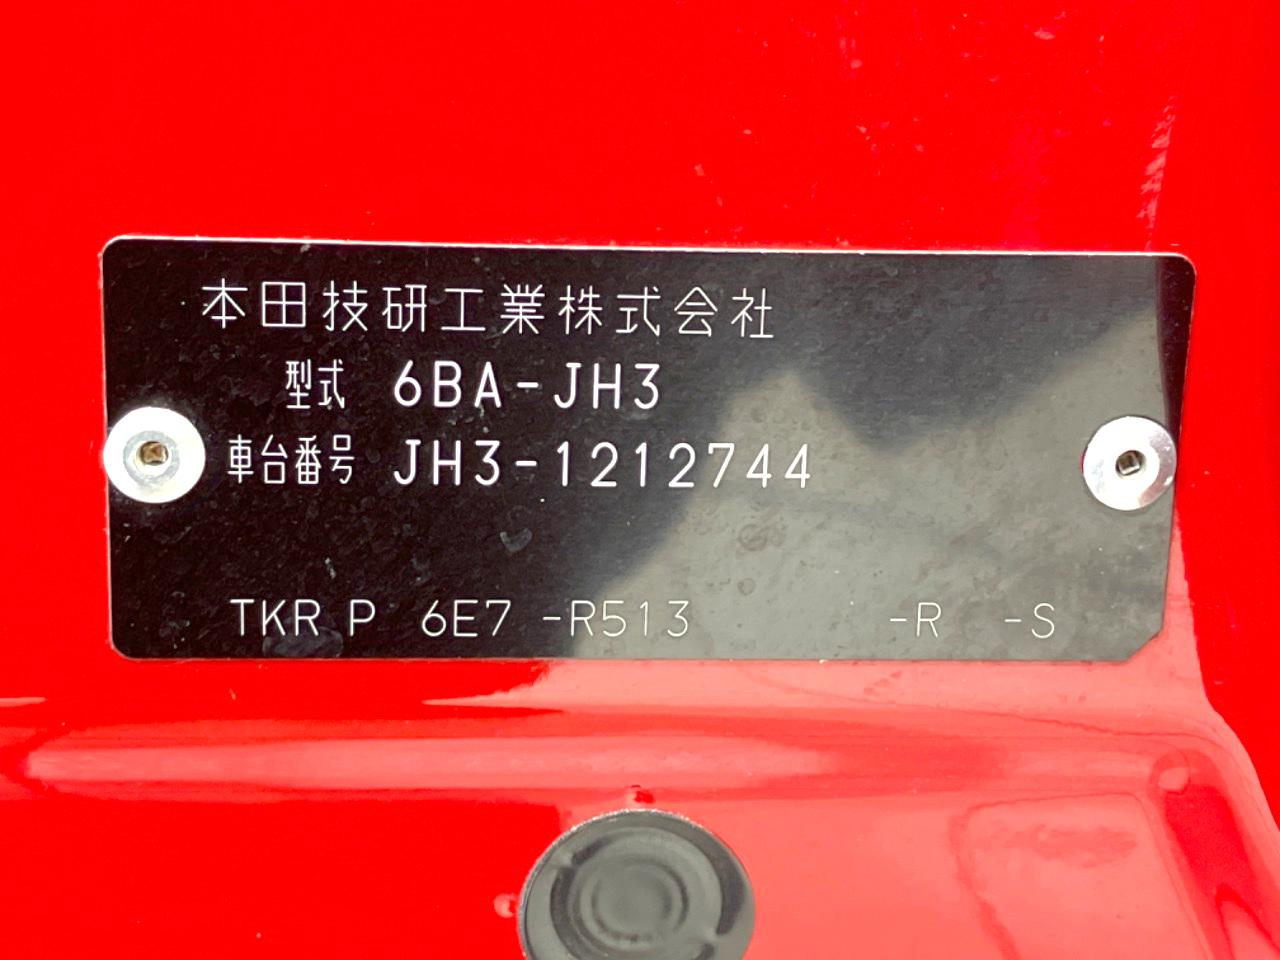 本田技研工業株式会社
型式 6BA-JH3
車台番号 JH3-1212744
TKR P 6E7 -R513 -R -S